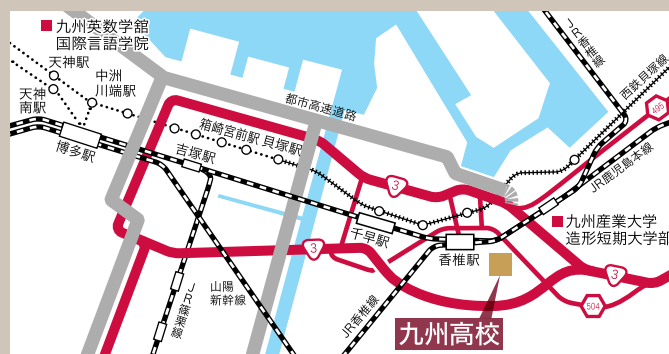 九州英数学舘
国際言語学院
天神駅
中洲
川端駅
天神
南駅
博多駅
吉塚駅
箱崎宮前駅
貝塚駅
都市高速道路
JR香椎線
西鉄貝塚線
495
JR鹿児島本線
3
千早駅
香椎駅
九州産業大学
造形短期大学部
3
3
504
山陽
新幹線
JR篠栗線
JR香椎線
九州高校